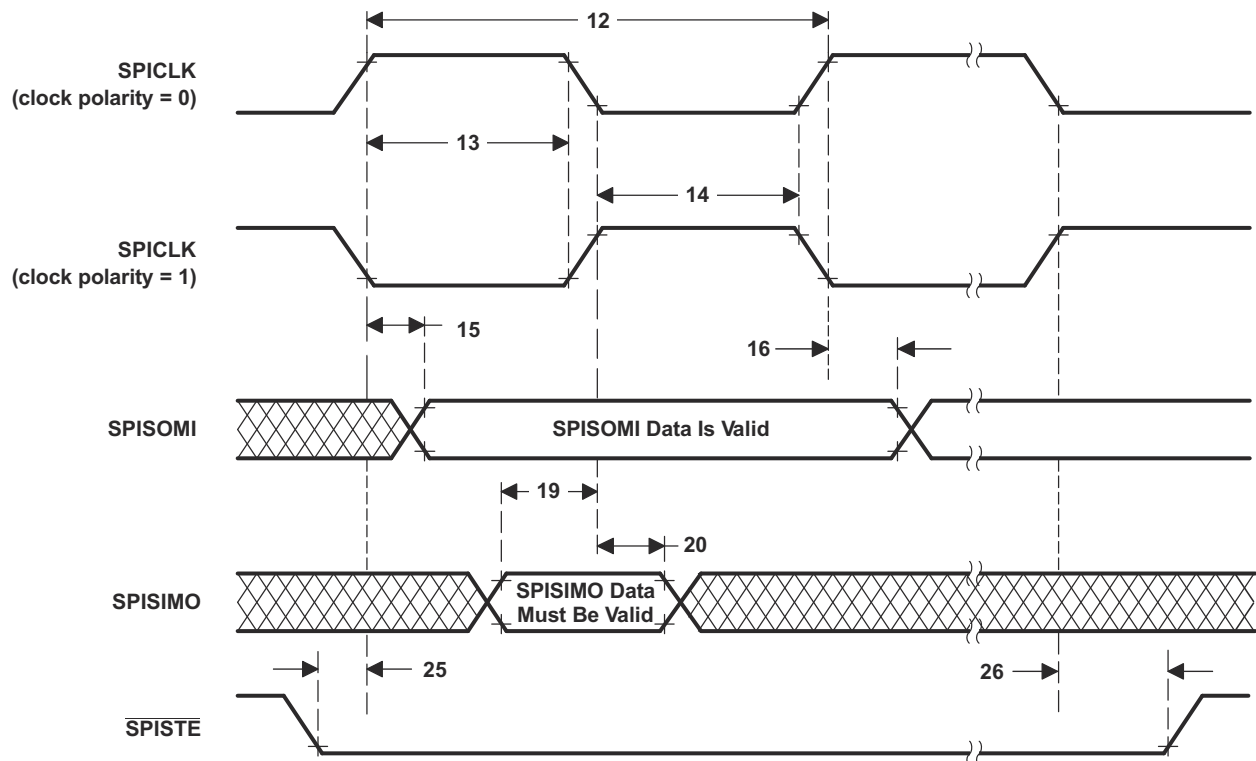 12
SPICLK
(clock polarity = 0)
13
14
SPICLK
(clock polarity = 1)
15
16
SPISOMI
SPISOMI Data Is Valid
19
20
SPISIMO
SPISIMO Data
Must Be Valid
25
26
SPISTE